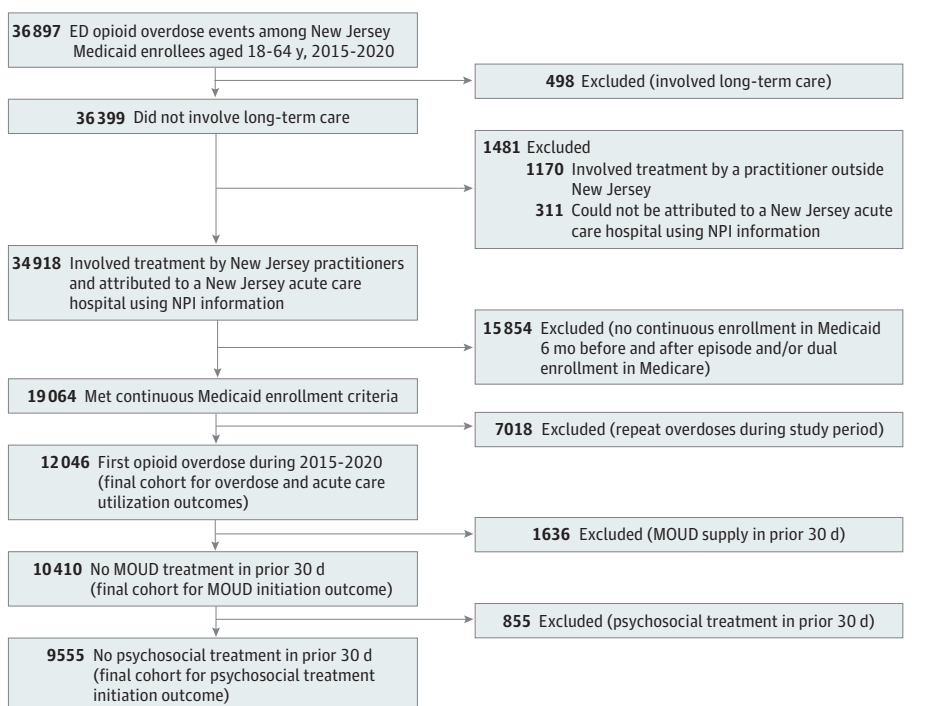 36897 ED opioid overdose events among New Jersey
Medicaid enrollees aged 18-64 y, 2015-2020
498 Excluded (involved long-term care)
36399 Did not involve long-term care
1481 Excluded
1170 Involved treatment by a practitioner outside
New Jersey
311 Could not be attributed to a New Jersey acute
care hospital using NPI information
34918 Involved treatment by New Jersey practitioners
and attributed to a New Jersey acute care
hospital using NPI information
15854 Excluded (no continuous enrollment in Medicaid
6 mo before and after episode and/or dual
enrollment in Medicare)
19064 Met continuous Medicaid enrollment criteria
7018 Excluded (repeat overdoses during study period)
12046 First opioid overdose during 2015-2020
(final cohort for overdose and acute care
utilization outcomes)
1636 Excluded (MOUD supply in prior 30 d)
10410 No MOUD treatment in prior 30 d
(final cohort for MOUD initiation outcome)
855 Excluded (psychosocial treatment in prior 30 d)
9555 No psychosocial treatment in prior 30 d
(final cohort for psychosocial treatment
initiation outcome)